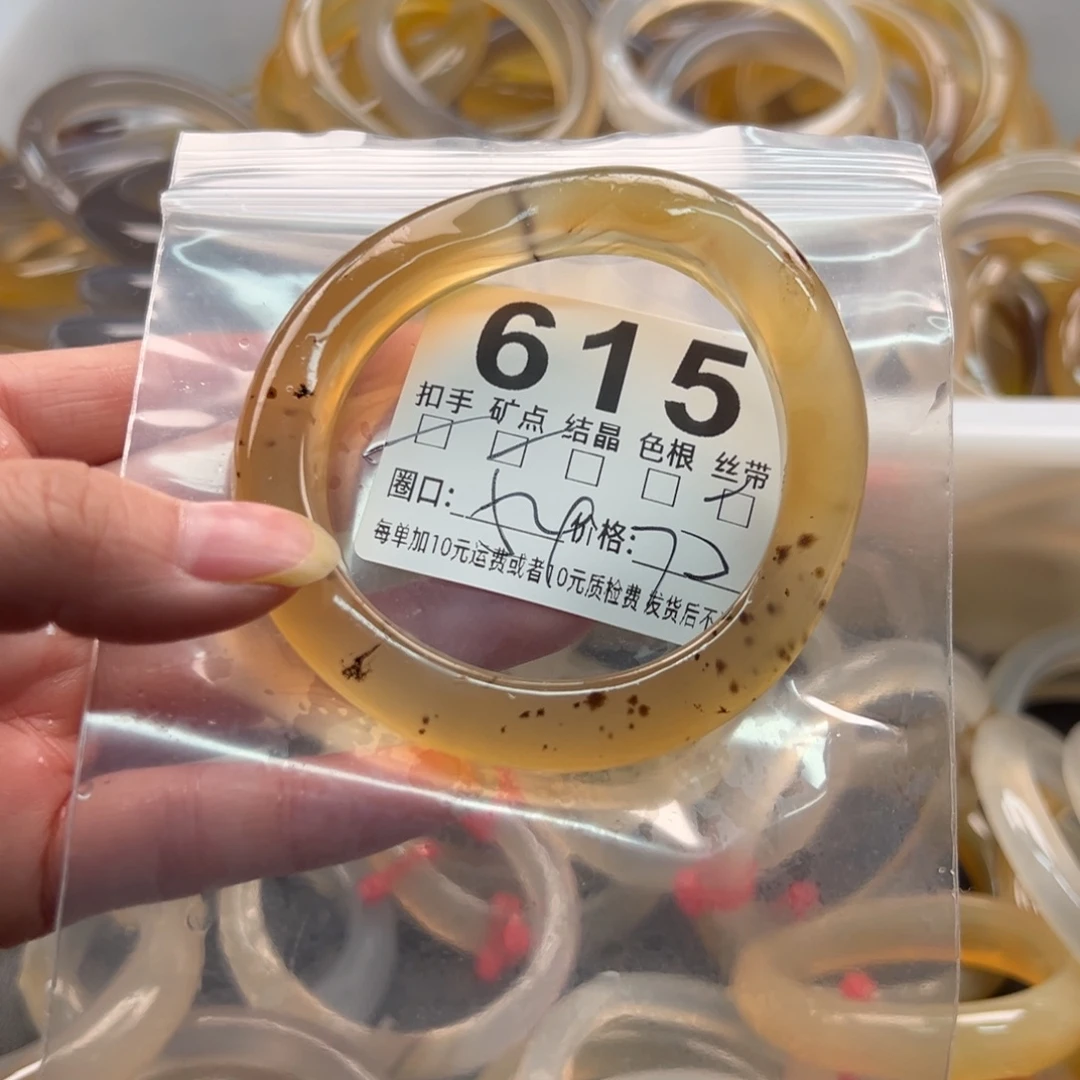 615
扣手 矿点 结晶 色根 丝带
圈口: 价格:
每单加10元运费或者10元质检费 发货后不